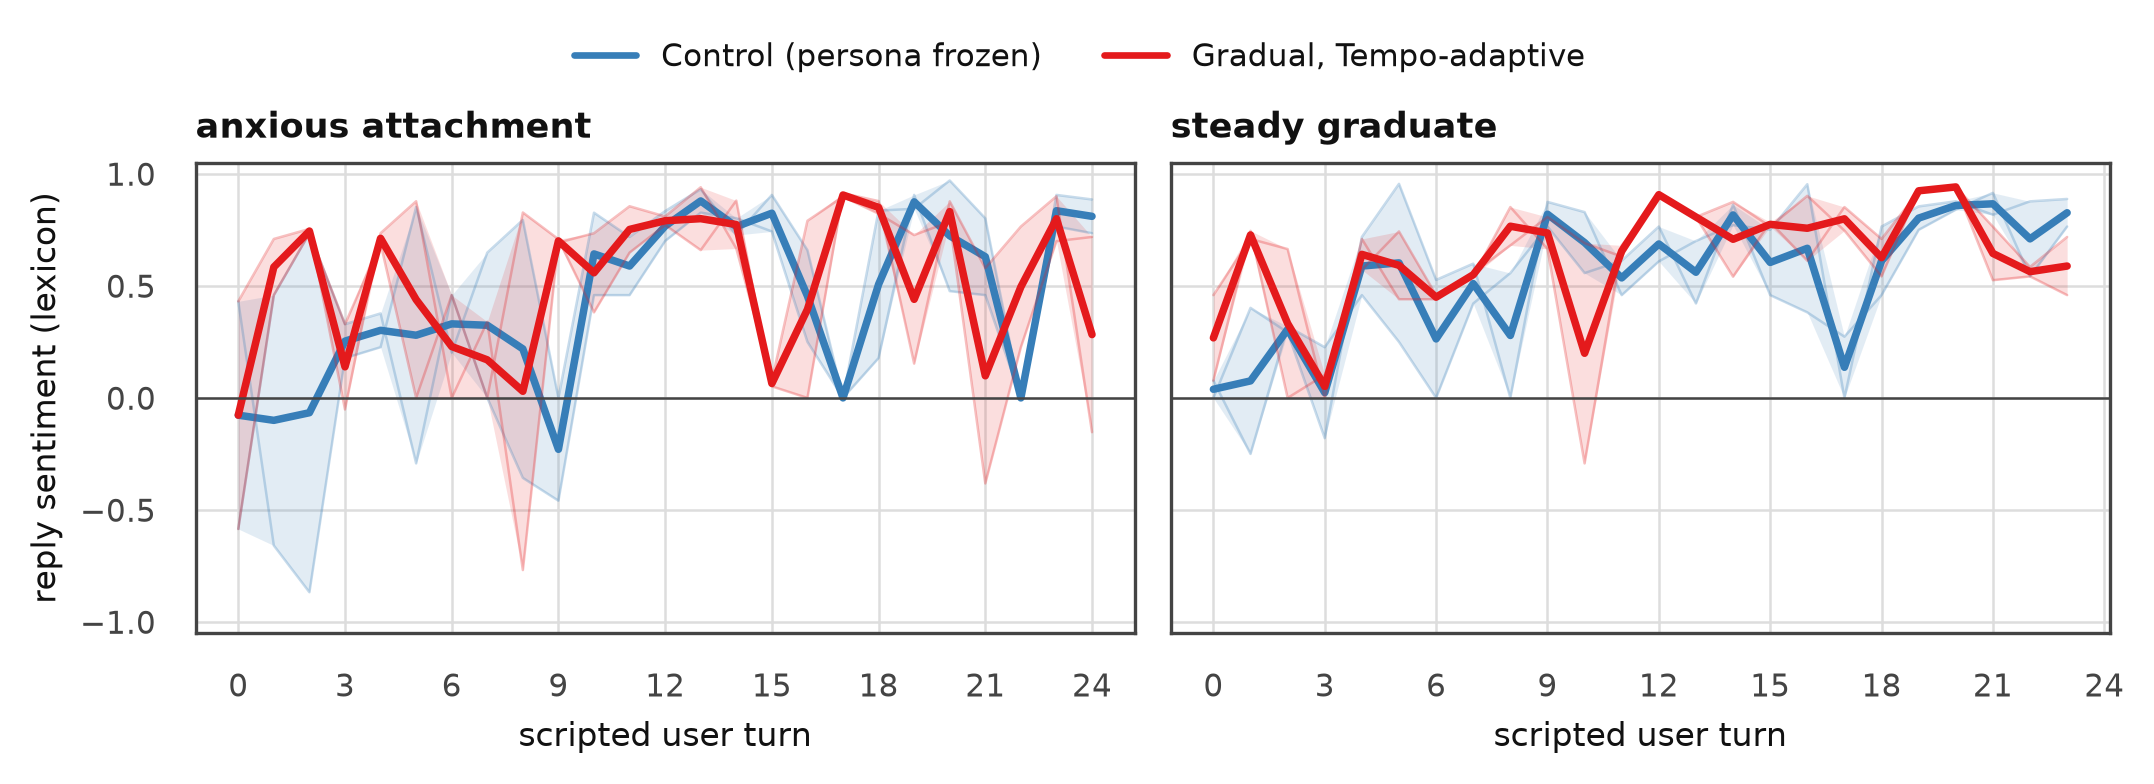 Control (persona frozen) Gradual, Tempo-adaptive
anxious attachment
steady graduate
reply sentiment (lexicon)
1.0
0.5
0.0
−0.5
−1.0
0 3 6 9 12 15 18 21 24
0 3 6 9 12 15 18 21 24
scripted user turn
scripted user turn